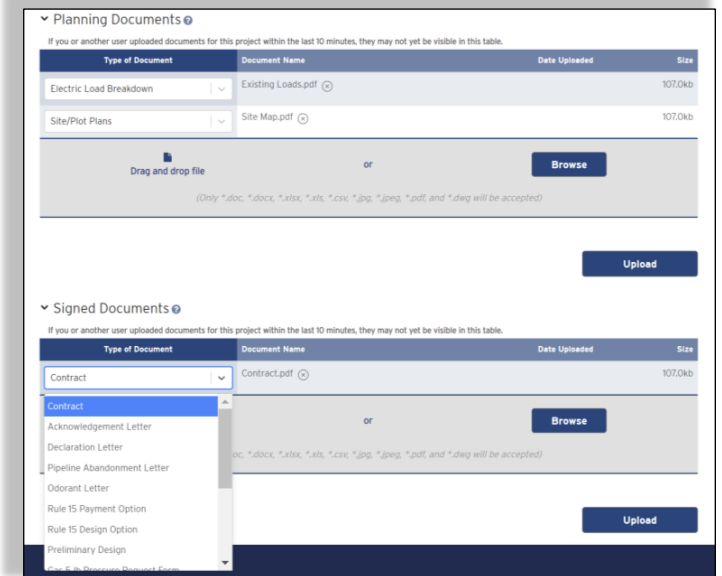 Planning Documents
If you or another user uploaded documents for this project within the last 10 minutes, they may not yet be visible in this table.
Type of Document Document Name Date Uploaded Size
Electric Load Breakdown Existing Loads.pdf 107.0kb
Site/Plot Plans Site Map.pdf 107.0kb
Drag and drop file or Browse
(Only *.doc, *.docx, *.xlsx, *.xls, *.csv, *.jpg, *.jpeg, *.pdf, and *.dwg will be accepted)
Upload
Signed Documents
If you or another user uploaded documents for this project within the last 10 minutes, they may not yet be visible in this table.
Type of Document Document Name Date Uploaded Size
Contract Contract.pdf 107.0kb
Contract
Acknowledgement Letter
or Browse
Declaration Letter
*.docx, *.xlsx, *.xls, *.csv, *.jpg, *.jpeg, *.pdf, and *.dwg will be accepted)
Pipeline Abandonment Letter
Odorant Letter
Rule 15 Payment Option
Upload
Rule 15 Design Option
Preliminary Design
Gas 5 lb Pressure Request Form